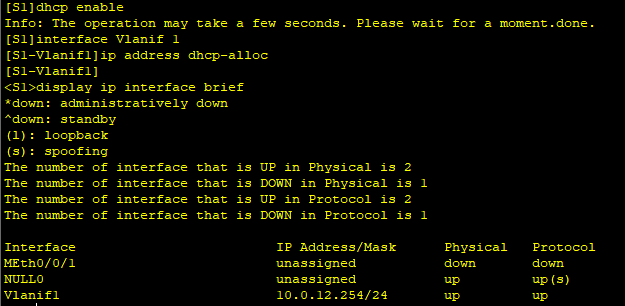 [S1]dhcp enable
Info: The operation may take a few seconds. Please wait for a moment.done.
[S1]interface Vlanif 1
[S1-Vlanif1]ip address dhcp-alloc
[S1-Vlanif1]
<S1>display ip interface brief
*down: administratively down
^down: standby
(l): loopback
(s): spoofing
The number of interface that is UP in Physical is 2
The number of interface that is DOWN in Physical is 1
The number of interface that is UP in Protocol is 2
The number of interface that is DOWN in Protocol is 1

Interface                         IP Address/Mask      Physical   Protocol
MEth0/0/1                         unassigned           down       down
NULL0                             unassigned           up         up(s)
Vlanif1                           10.0.12.254/24       up         up